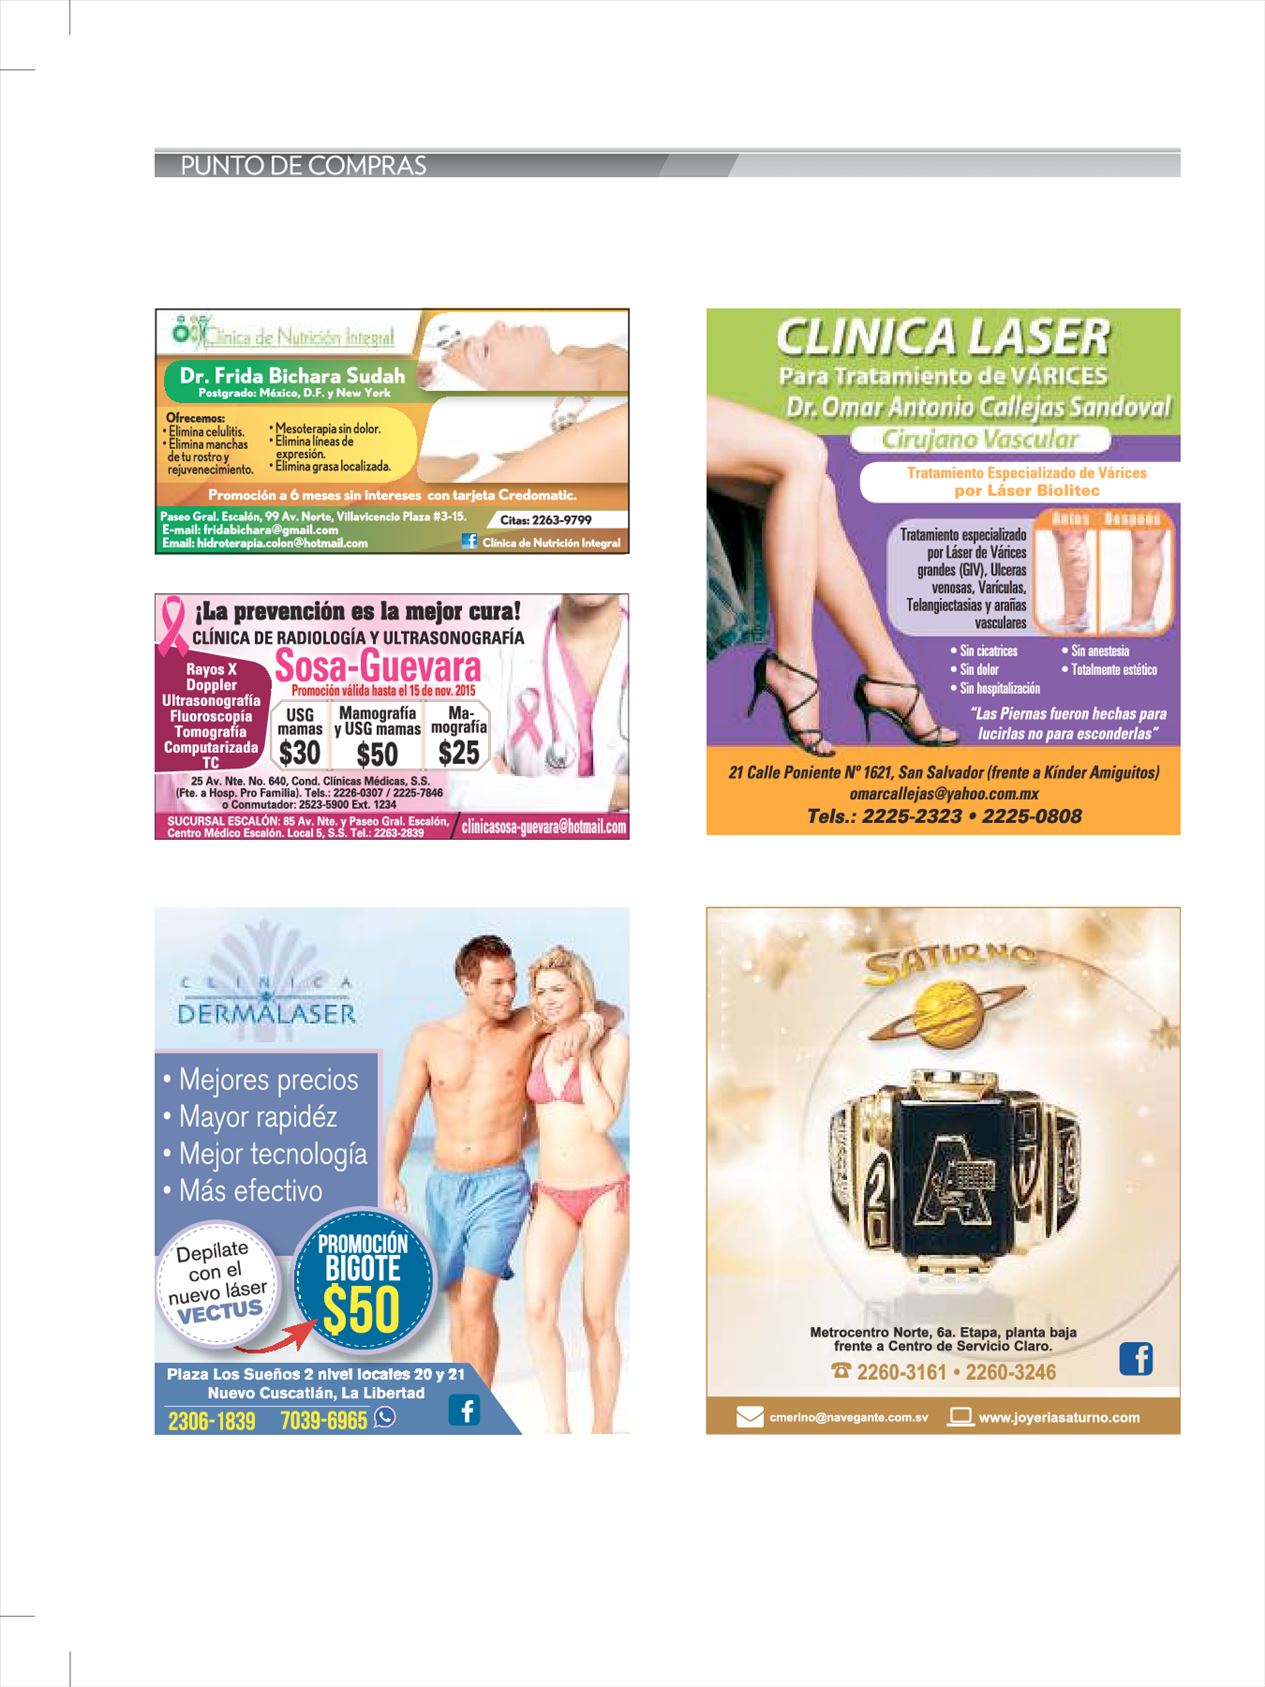 PUNTO DE COMPRAS
Clínica de Nutrición Integral
Dr. Frida Bichara Sudah
Postgrado: México, D.F. y New York
Ofrecemos:
• Elimina celulitis.
• Elimina manchas
de tu rostro y
rejuvenecimiento.
• Mesoterapia sin dolor.
• Elimina líneas de
expresión.
• Elimina grasa localizada.
Promoción a 6 meses sin intereses con tarjeta Credomatic.
Paseo Gral. Escalón, 99 Av. Norte, Villavicencio Plaza #3-15.
E-mail: fridabichara@gmail.com
Email: hidroterapia.colon@hotmail.com
Citas: 2263-9799
Clínica de Nutrición Integral
¡La prevención es la mejor cura!
CLÍNICA DE RADIOLOGÍA Y ULTRASONOGRAFÍA
Sosa-Guevara
Promoción válida hasta el 15 de nov. 2015
Rayos X
Doppler
Ultrasonografía
Fluoroscopía
Tomografía
Computarizada
TC
USG
mamas
$30
Mamografía
y USG mamas
$50
Ma-
mografía
$25
25 Av. Nte. No. 640, Cond. Clínicas Médicas, S.S.
(Fte. a Hosp. Pro Familia). Tels.: 2226-0307 / 2225-7846
o Conmutador: 2523-5900 Ext. 1234
SUCURSAL ESCALÓN: 85 Av. Nte. y Paseo Gral. Escalón,
Centro Médico Escalón. Local 5, S.S. Tel.: 2263-2839
clinicasosa-guevara@hotmail.com
CLINICA LASER
Para Tratamiento de VÁRICES
Dr. Omar Antonio Callejas Sandoval
Cirujano Vascular
Tratamiento Especializado de Várices
por Láser Biolitec
Antes Después
Tratamiento especializado
por Láser de Várices
grandes (GIV), Ulceras
venosas, Varículas,
Telangiectasias y arañas
vasculares
• Sin cicatrices
• Sin dolor
• Sin hospitalización
• Sin anestesia
• Totalmente estético
“Las Piernas fueron hechas para
lucirlas no para esconderlas”
21 Calle Poniente Nº 1621, San Salvador (frente a Kínder Amiguitos)
omarcallejas@yahoo.com.mx
Tels.: 2225-2323 • 2225-0808
CLINICA
DERMALASER
• Mejores precios
• Mayor rapidéz
• Mejor tecnología
• Más efectivo
Depílate
con el
nuevo láser
VECTUS
PROMOCIÓN
BIGOTE
$50
Plaza Los Sueños 2 nivel locales 20 y 21
Nuevo Cuscatlán, La Libertad
2306-1839 7039-6965
SATURNO
A
Metrocentro Norte, 6a. Etapa, planta baja
frente a Centro de Servicio Claro.
2260-3161 • 2260-3246
cmerino@navegante.com.sv
www.joyeriasaturno.com